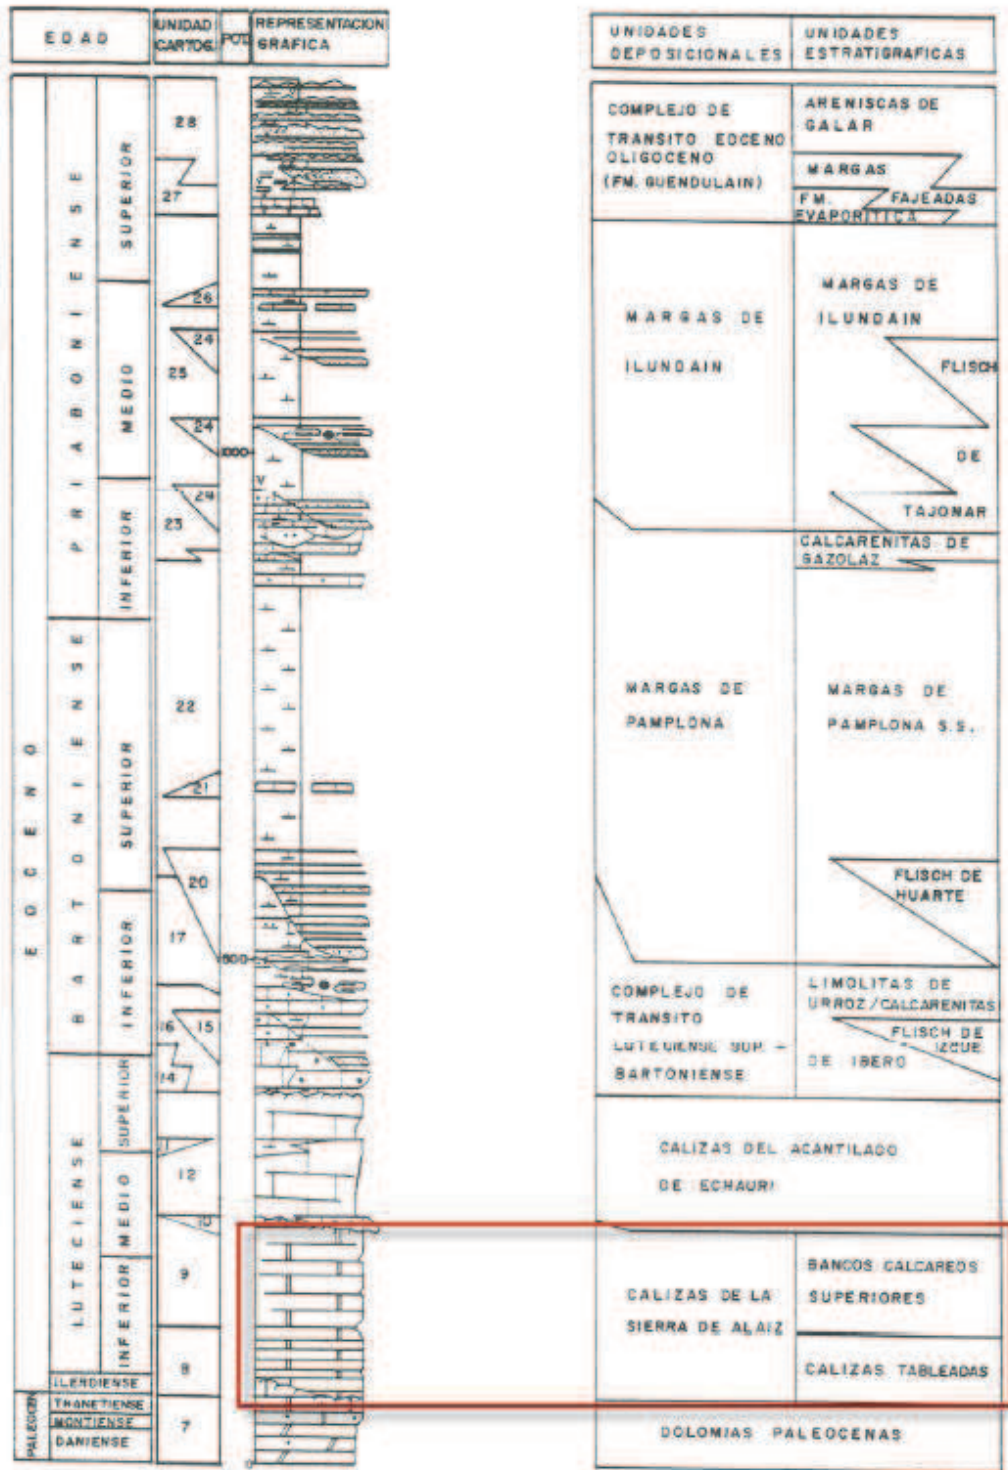 EDAD
UNIDAD
CARTOG.
POT.
REPRESENTACION
GRAFICA
UNIDADES
DEPOSICIONALES
UNIDADES
ESTRATIGRAFICAS
EOCENO
PALEOCEN
PRIABONIENSE
SUPERIOR
MEDIO
INFERIOR
BARTONIENSE
SUPERIOR
INFERIOR
LUTECIENSE
SUPERIOR
MEDIO
INFERIOR
ILERDIENSE
THANETIENSE
MONTIENSE
DANIENSE
28
27
26
24
25
24
1000
24
23
22
21
20
17
500
16
15
14
11
12
10
9
8
7
0
COMPLEJO DE
TRANSITO EOCENO
OLIGOCENO
(FM. GUENDULAIN)
ARENISCAS DE
GALAR
MARGAS
FAJEADAS
FM.
EVAPORITICA
MARGAS DE
ILUNDAIN
MARGAS DE
ILUNDAIN
FLISCH
DE
TAJONAR
CALCARENITAS DE
GAZOLAZ
MARGAS DE
PAMPLONA
MARGAS DE
PAMPLONA S.S.
FLISCH DE
HUARTE
COMPLEJO DE
TRANSITO
LUTECIENSE SUP. -
BARTONIENSE
LIMOLITAS DE
URROZ/CALCARENITAS
FLISCH DE
DE IBERO
CALIZAS DEL ACANTILADO
DE ECHAURI
CALIZAS DE LA
SIERRA DE ALAIZ
BANCOS CALCAREOS
SUPERIORES
CALIZAS TABLEADAS
DOLOMIAS PALEOCENAS